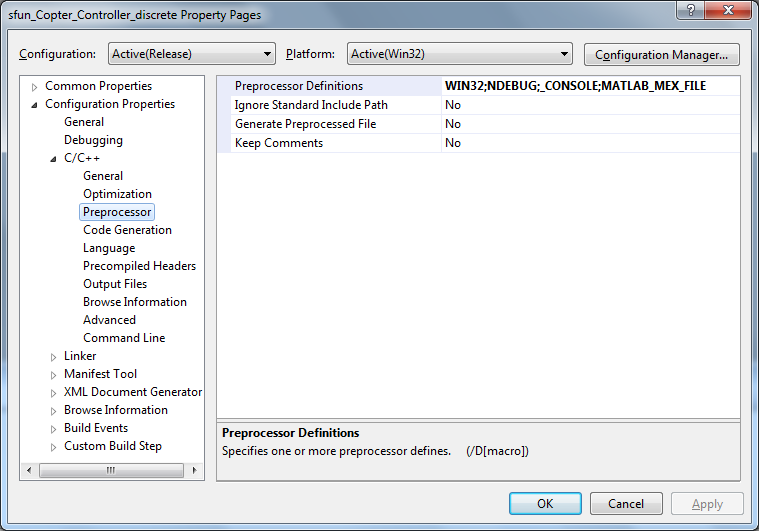 sfun_Copter_Controller_discrete Property Pages
Configuration: Active(Release) Platform: Active(Win32) Configuration Manager...
Common Properties
Configuration Properties
General
Debugging
C/C++
General
Optimization
Preprocessor
Code Generation
Language
Precompiled Headers
Output Files
Browse Information
Advanced
Command Line
Linker
Manifest Tool
XML Document Generator
Browse Information
Build Events
Custom Build Step
Preprocessor Definitions WIN32;NDEBUG;_CONSOLE;MATLAB_MEX_FILE
Ignore Standard Include Path No
Generate Preprocessed File No
Keep Comments No
Preprocessor Definitions
Specifies one or more preprocessor defines. (/D[macro])
OK Cancel Apply